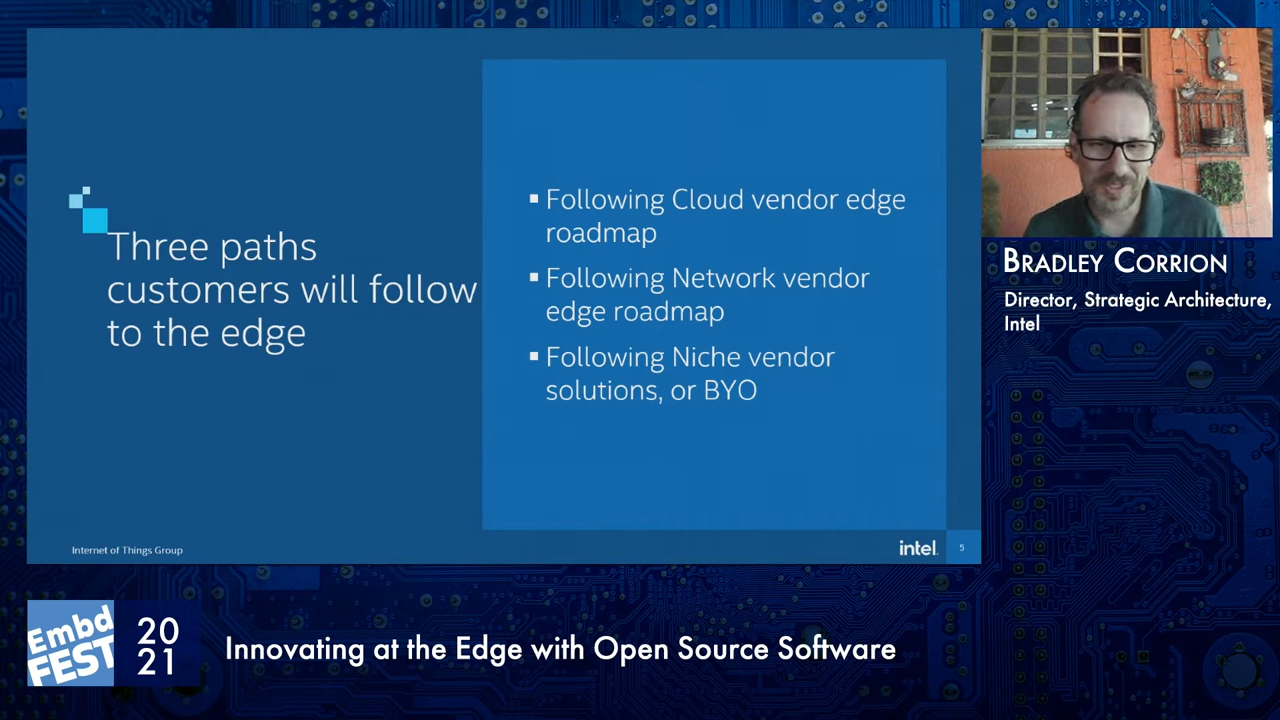 Three paths
customers will follow
to the edge
▪ Following Cloud vendor edge
roadmap
▪ Following Network vendor
edge roadmap
▪ Following Niche vendor
solutions, or BYO
Internet of Things Group
intel.
5
BRADLEY CORRION
Director, Strategic Architecture,
Intel
Embd
FEST
20
21
Innovating at the Edge with Open Source Software